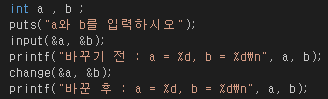 int a , b ;
puts("a와 b를 입력하시오");
input(&a, &b);
printf("바꾸기 전 : a = %d, b = %d₩n", a, b);
change(&a, &b);
printf("바꾼 후 : a = %d, b = %d₩n", a, b);